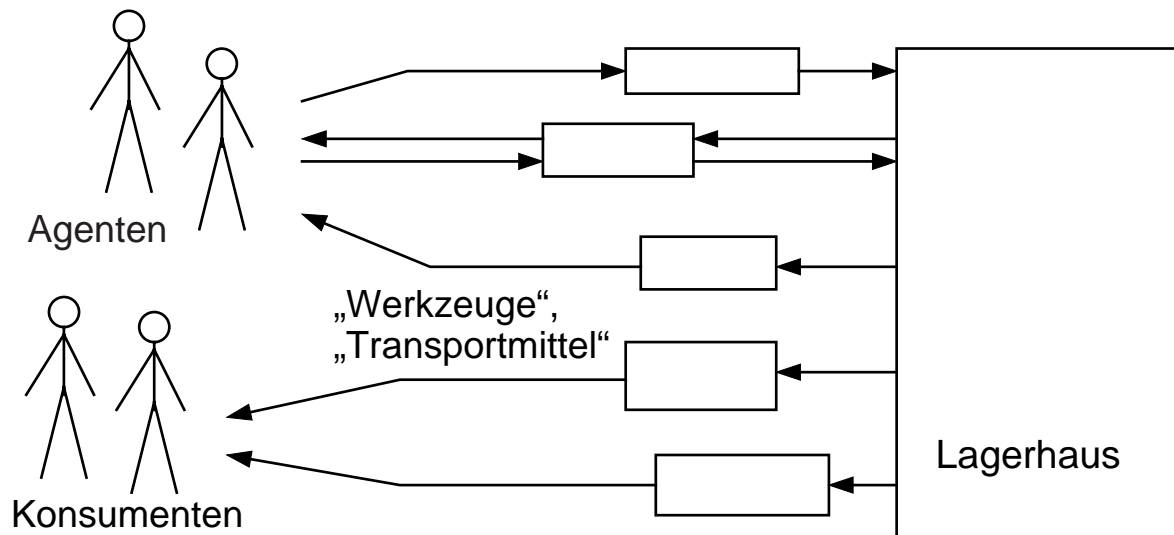 Agenten
„Werkzeuge“,
„Transportmittel“
Lagerhaus
Konsumenten